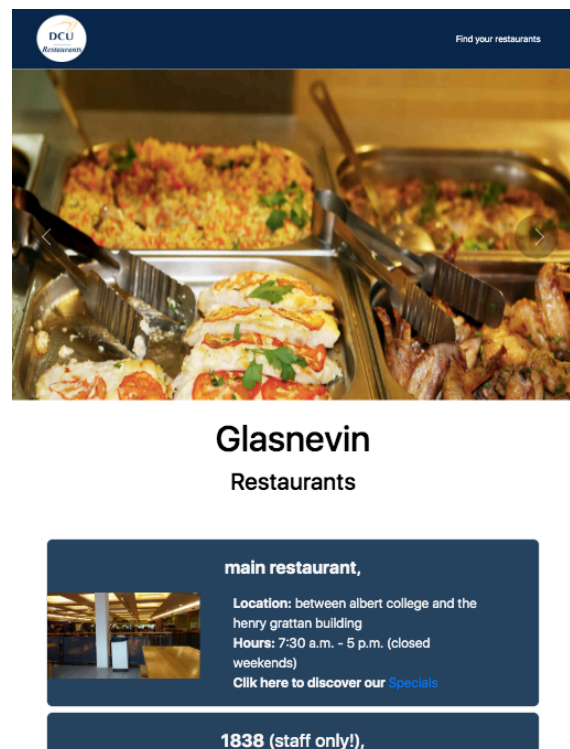 DCU
Restaurants
Find your restaurants
Glasnevin
Restaurants
main restaurant,
Location: between albert college and the
henry grattan building
Hours: 7:30 a.m. - 5 p.m. (closed
weekends)
Clik here to discover our Specials
1838 (staff only!),